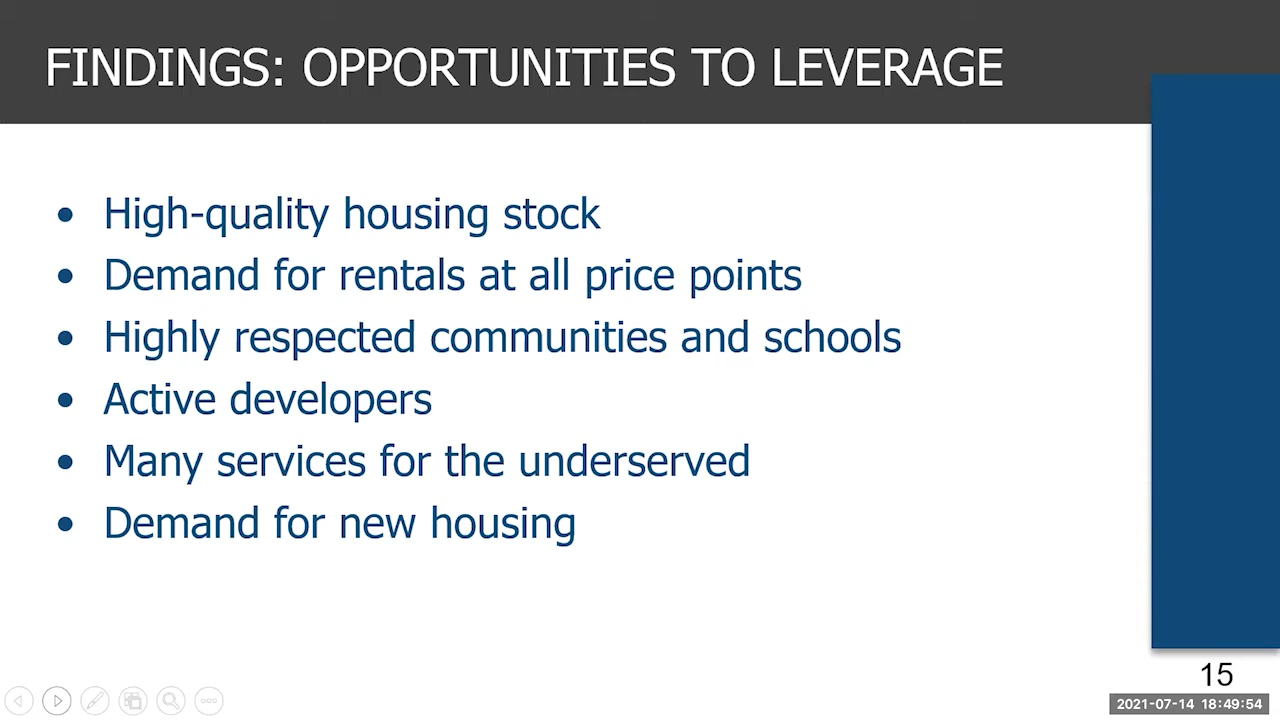 FINDINGS: OPPORTUNITIES TO LEVERAGE
• High-quality housing stock
• Demand for rentals at all price points
• Highly respected communities and schools
• Active developers
• Many services for the underserved
• Demand for new housing
15
2021-07-14 18:49:54